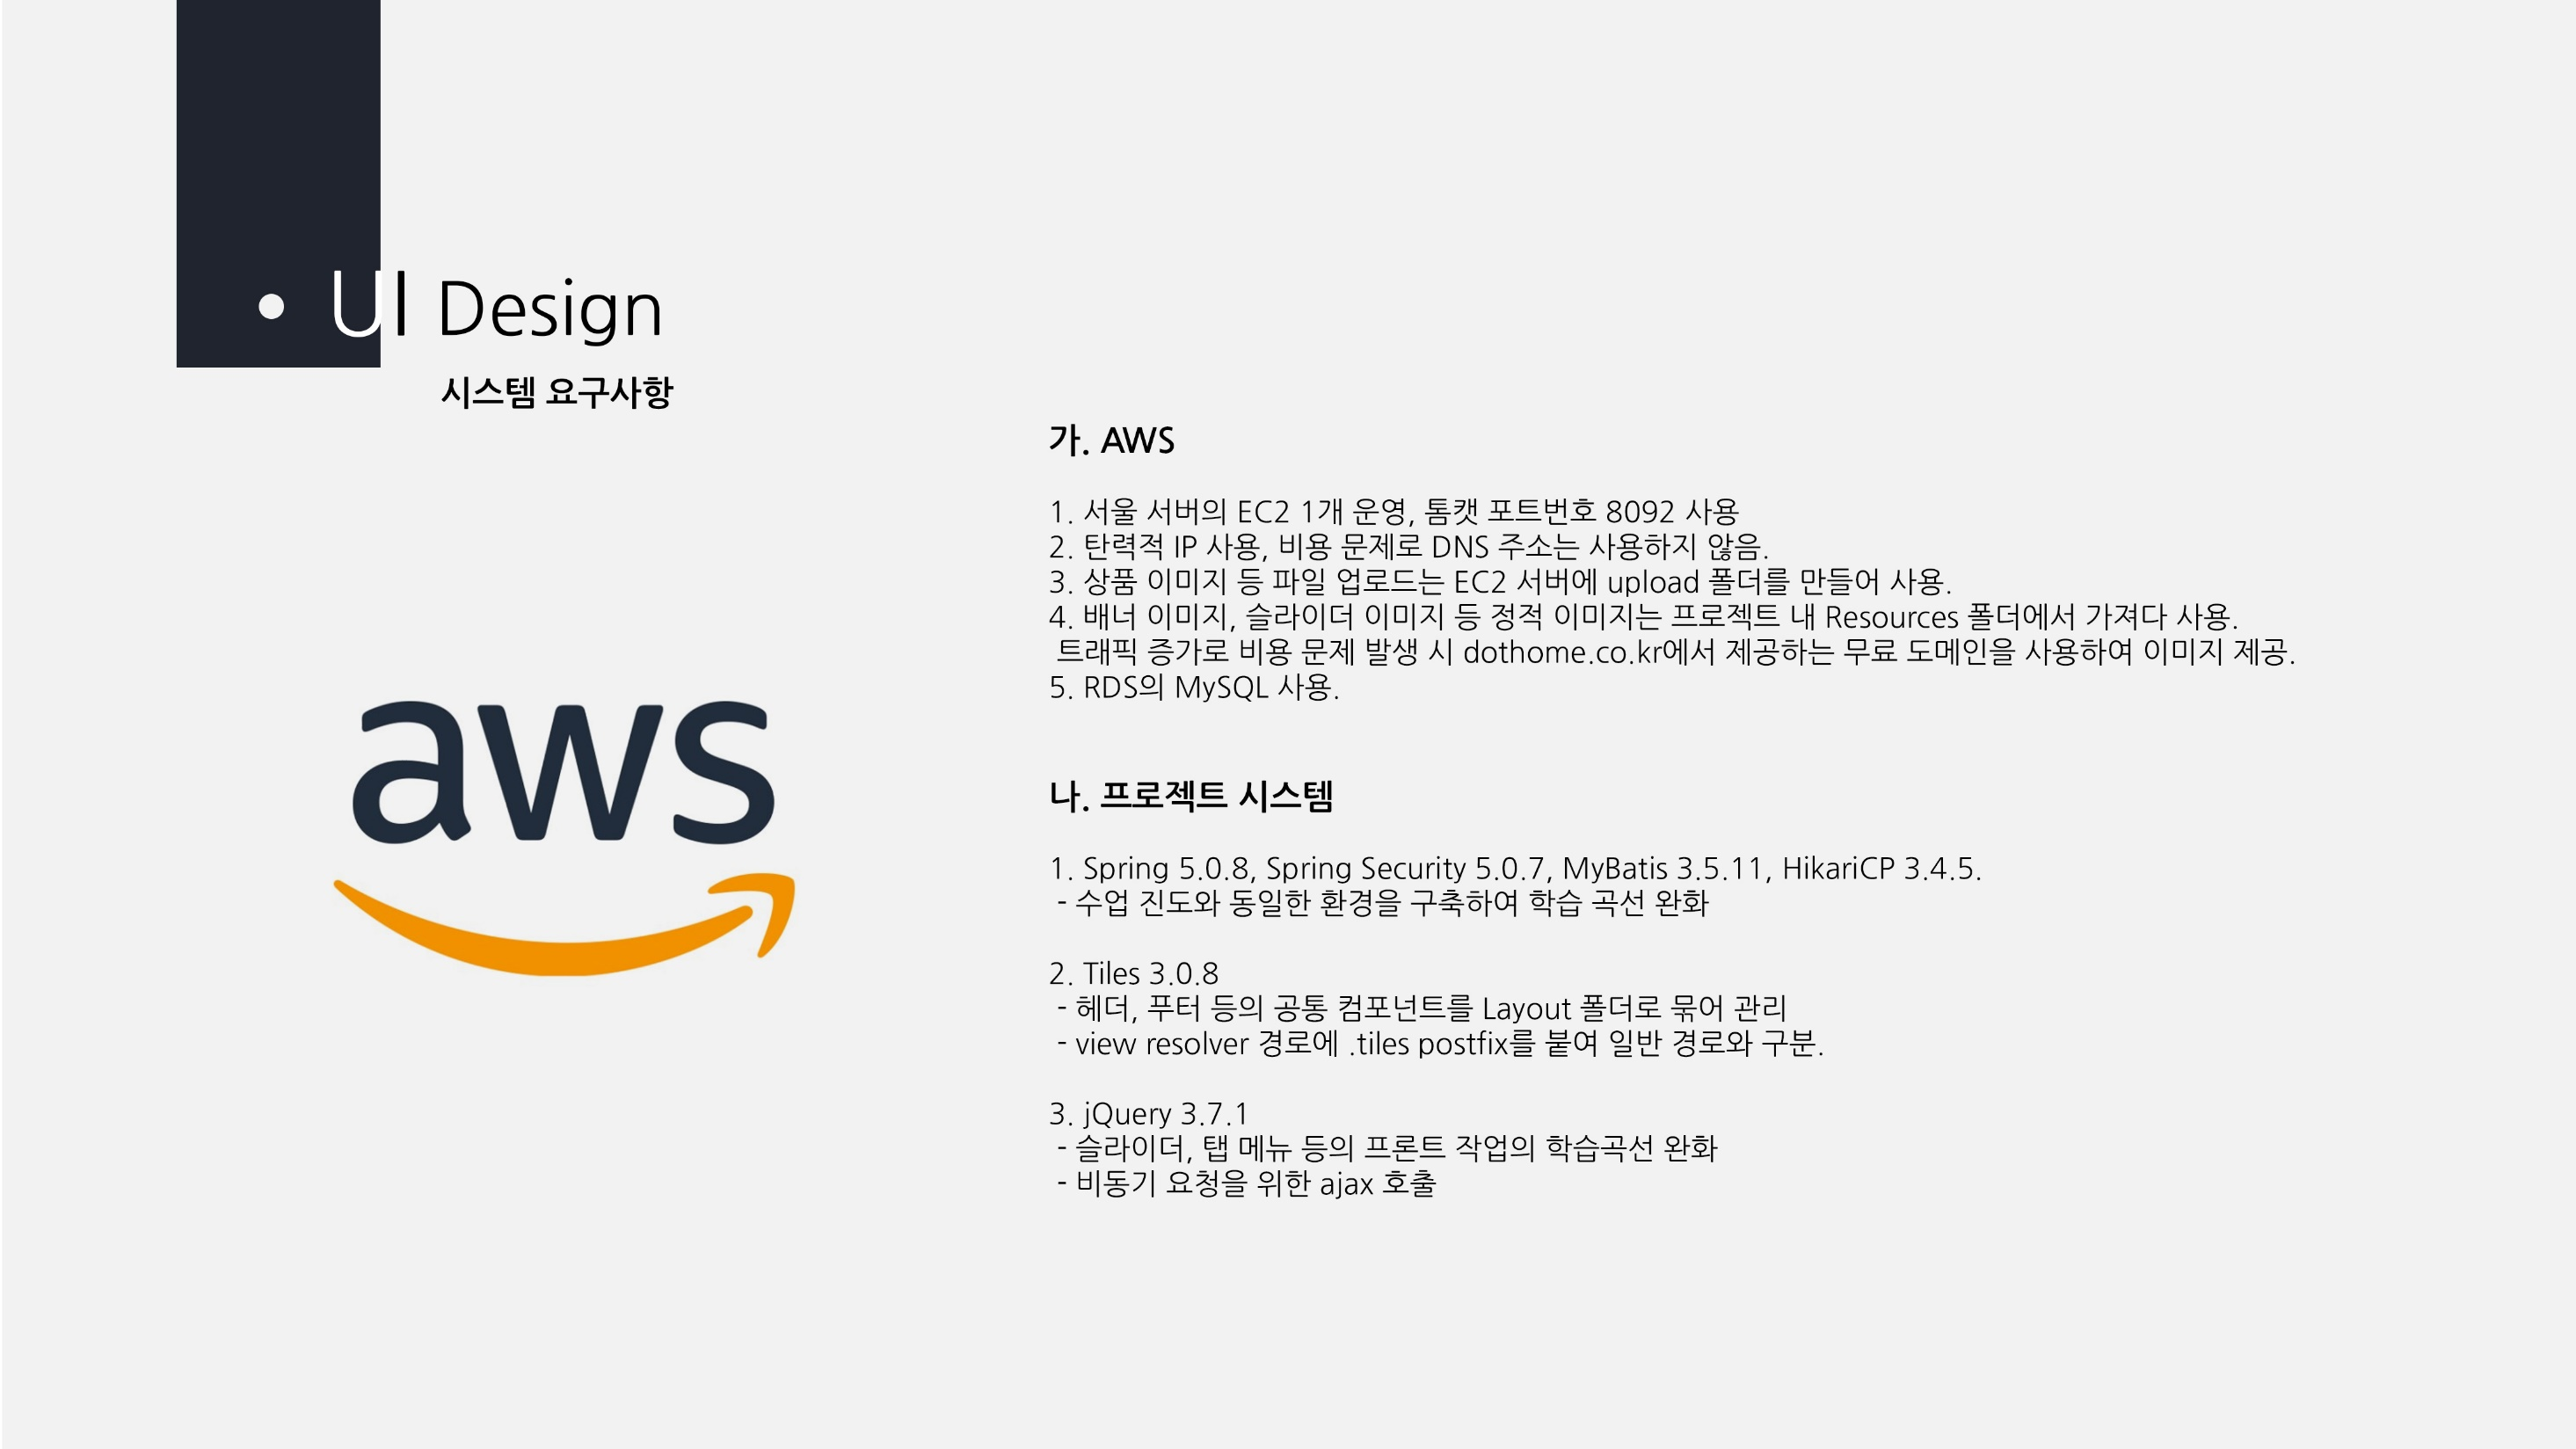 • UI Design
시스템 요구사항
aws
가. AWS
1. 서울 서버의 EC2 1개 운영, 톰캣 포트번호 8092 사용
2. 탄력적 IP 사용, 비용 문제로 DNS 주소는 사용하지 않음.
3. 상품 이미지 등 파일 업로드는 EC2 서버에 upload 폴더를 만들어 사용.
4. 배너 이미지, 슬라이더 이미지 등 정적 이미지는 프로젝트 내 Resources 폴더에서 가져다 사용.
트래픽 증가로 비용 문제 발생 시 dothome.co.kr에서 제공하는 무료 도메인을 사용하여 이미지 제공.
5. RDS의 MySQL 사용.
나. 프로젝트 시스템
1. Spring 5.0.8, Spring Security 5.0.7, MyBatis 3.5.11, HikariCP 3.4.5.
- 수업 진도와 동일한 환경을 구축하여 학습 곡선 완화
2. Tiles 3.0.8
- 헤더, 푸터 등의 공통 컴포넌트를 Layout 폴더로 묶어 관리
- view resolver 경로에 .tiles postfix를 붙여 일반 경로와 구분.
3. jQuery 3.7.1
- 슬라이더, 탭 메뉴 등의 프론트 작업의 학습곡선 완화
- 비동기 요청을 위한 ajax 호출